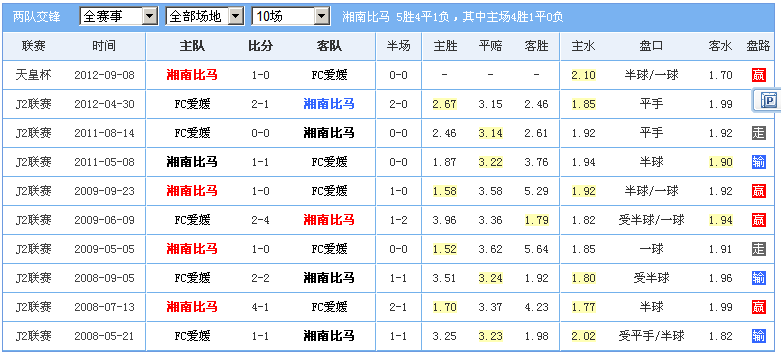 两队交锋 全赛事 全部场地 10场 湘南比马 5胜4平1负，其中主场4胜1平0负
联赛 时间 主队 比分 客队 半场 主胜 平赔 客胜 主水 盘口 客水 盘路
天皇杯 2012-09-08 湘南比马 1-0 FC爱媛 0-0 - - - 2.10 半球/一球 1.70 赢
J2联赛 2012-04-30 FC爱媛 2-1 湘南比马 2-0 2.67 3.15 2.46 1.85 平手 1.99
J2联赛 2011-08-14 FC爱媛 0-0 湘南比马 0-0 2.46 3.14 2.61 1.92 平手 1.92 走
J2联赛 2011-05-08 湘南比马 1-1 FC爱媛 0-0 1.87 3.22 3.76 1.94 半球 1.90 输
J2联赛 2009-09-23 湘南比马 1-0 FC爱媛 1-0 1.58 3.58 5.29 1.92 半球/一球 1.92 赢
J2联赛 2009-06-09 FC爱媛 2-4 湘南比马 1-2 3.96 3.36 1.79 1.82 受半球/一球 1.94 赢
J2联赛 2009-05-05 湘南比马 1-0 FC爱媛 0-0 1.52 3.62 5.64 1.85 一球 1.91 走
J2联赛 2008-09-05 FC爱媛 2-2 湘南比马 1-1 3.51 3.24 1.92 1.80 受半球 1.96 输
J2联赛 2008-07-13 湘南比马 4-1 FC爱媛 2-1 1.70 3.37 4.23 1.77 半球 1.99 赢
J2联赛 2008-05-21 FC爱媛 1-1 湘南比马 1-1 3.25 3.23 1.98 2.02 受平手/半球 1.82 输